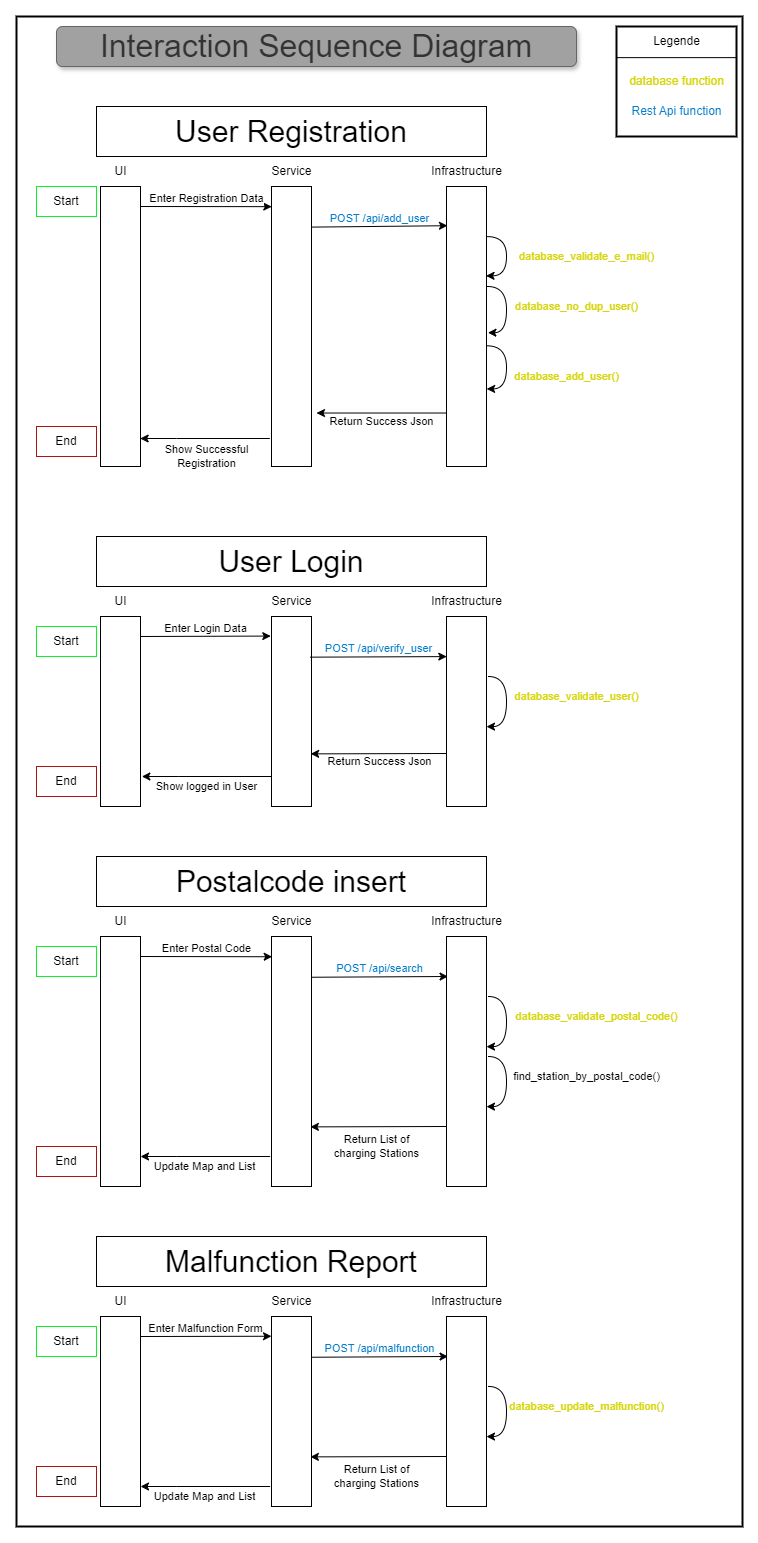 Interaction Sequence Diagram
Legende
database function
Rest Api function
User Registration
UI
Service
Infrastructure
Start
Enter Registration Data
POST /api/add_user
database_validate_e_mail()
database_no_dup_user()
database_add_user()
Return Success Json
End
Show Successful
Registration
User Login
UI
Service
Infrastructure
Start
Enter Login Data
POST /api/verify_user
database_validate_user()
Return Success Json
End
Show logged in User
Postalcode insert
UI
Service
Infrastructure
Start
Enter Postal Code
POST /api/search
database_validate_postal_code()
find_station_by_postal_code()
Return List of
charging Stations
End
Update Map and List
Malfunction Report
UI
Service
Infrastructure
Start
Enter Malfunction Form
POST /api/malfunction
database_update_malfunction()
Return List of
charging Stations
End
Update Map and List